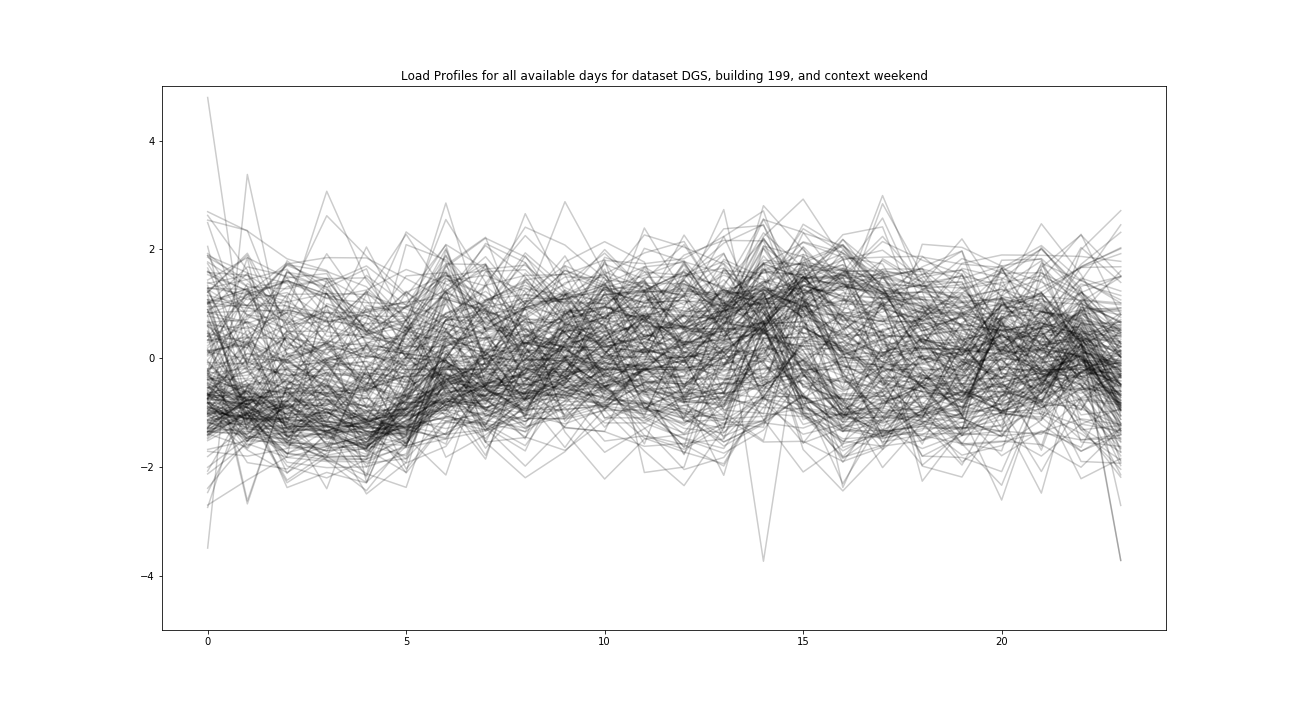 Load Profiles for all available days for dataset DGS, building 199, and context weekend
4
2
0
−2
−4
0 5 10 15 20